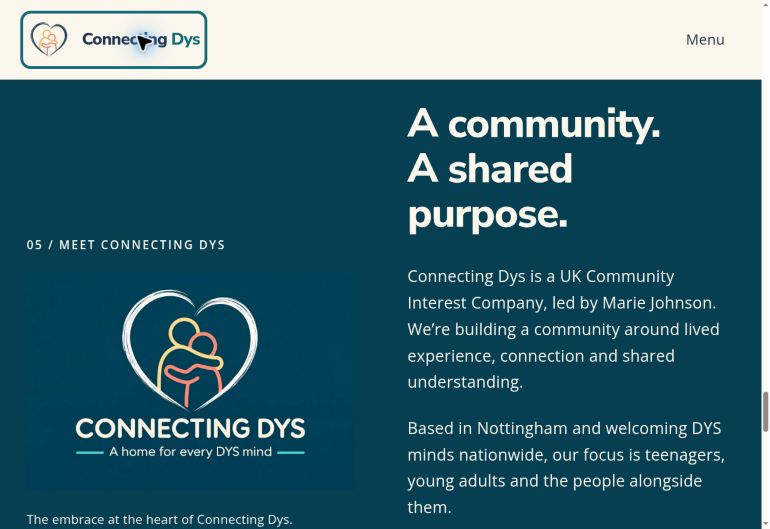 Connecting Dys
Menu
05 / MEET CONNECTING DYS
CONNECTING DYS
A home for every DYS mind
The embrace at the heart of Connecting Dys.
A community.
A shared
purpose.
Connecting Dys is a UK Community
Interest Company, led by Marie Johnson.
We’re building a community around lived
experience, connection and shared
understanding.
Based in Nottingham and welcoming DYS
minds nationwide, our focus is teenagers,
young adults and the people alongside
them.